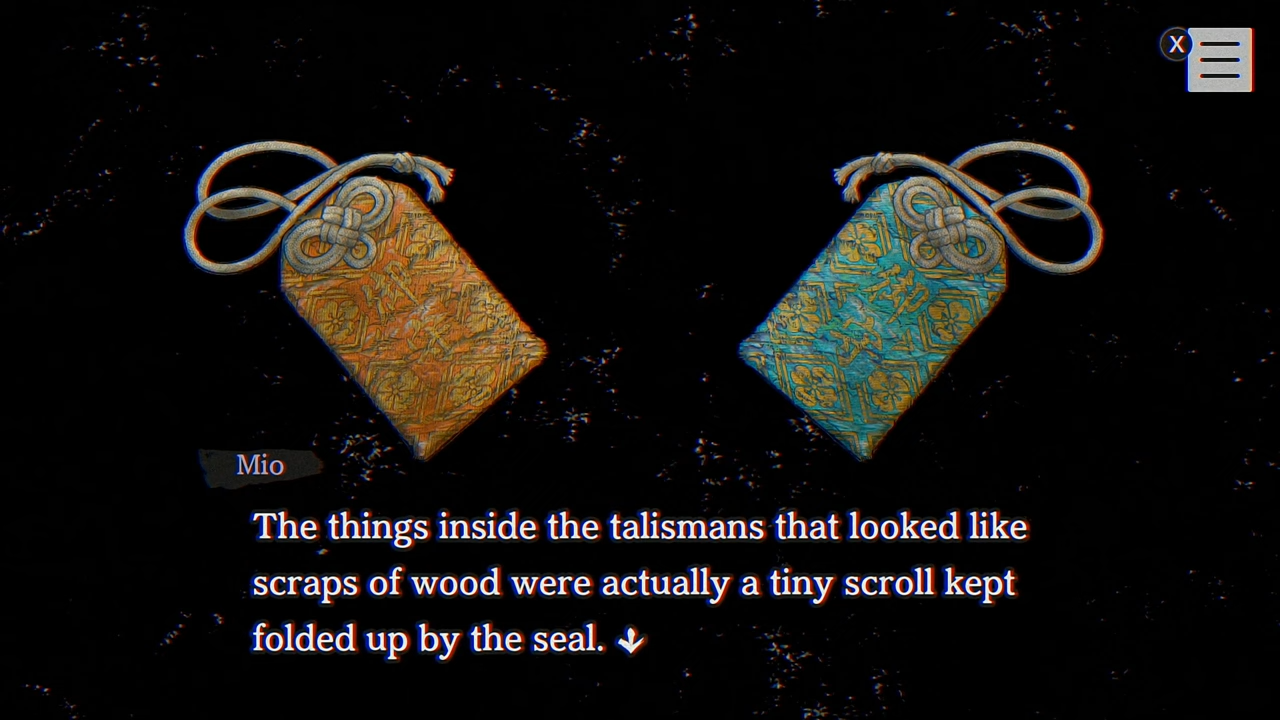 X
Mio
The things inside the talismans that looked like
scraps of wood were actually a tiny scroll kept
folded up by the seal.